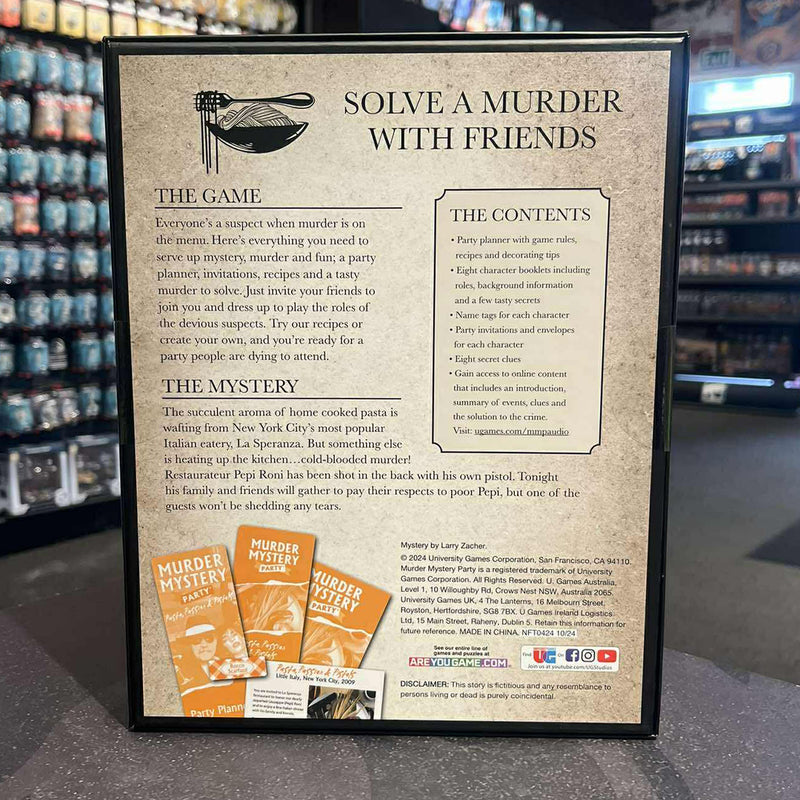 SOLVE A MURDER
WITH FRIENDS
THE GAME
Everyone's a suspect when murder is on
the menu. Here's everything you need to
serve up mystery, murder and fun; a party
planner, invitations, recipes and a tasty
murder to solve. Just invite your friends to
join you and dress up to play the roles of
the devious suspects. Try our recipes or
create your own, and you're ready for a
party people are dying to attend.
THE CONTENTS
• Party planner with game rules,
recipes and decorating tips
• Eight character booklets including
roles, background information
and a few tasty secrets
• Name tags for each character
• Party invitations and envelopes
for each character
• Eight secret clues
• Gain access to online content
that includes an introduction,
summary of events, clues and
the solution to the crime.
Visit: ugames.com/mmpaudio
THE MYSTERY
The succulent aroma of home cooked pasta is
wafting from New York City's most popular
Italian eatery, La Speranza. But something else
is heating up the kitchen…cold-blooded murder!
Restaurateur Pepi Roni has been shot in the back with his own pistol. Tonight
his family and friends will gather to pay their respects to poor Pepi, but one of the
guests won't be shedding any tears.
MURDER
MYSTERY
PARTY
Pasta, Passion & Pistols
Party Plann
MURDER
MYSTERY
PARTY
MURDER
MYSTERY
PARTY
Pasta, Passion & Pistols
Little Italy, New York City, 2009
Mystery by Larry Zacher.
© 2024 University Games Corporation, San Francisco, CA 94110.
Murder Mystery Party is a registered trademark of University
Games Corporation. All Rights Reserved. U. Games Australia,
Level 1, 10 Willoughby Rd, Crows Nest NSW, Australia 2065.
University Games UK, 4 The Lanterns, 16 Melbourn Street,
Royston, Hertfordshire, SG8 7BX. U Games Ireland Logistics
Ltd, 15 Main Street, Raheny, Dublin 5. Retain this information for
future reference. MADE IN CHINA. NFT0424 10/24
See our entire line of
games and puzzles at
AREYOUGAME.COM
Find UG on
Join us at youtube.com/UGStudios
DISCLAIMER: This story is fictitious and any resemblance to
persons living or dead is purely coincidental.